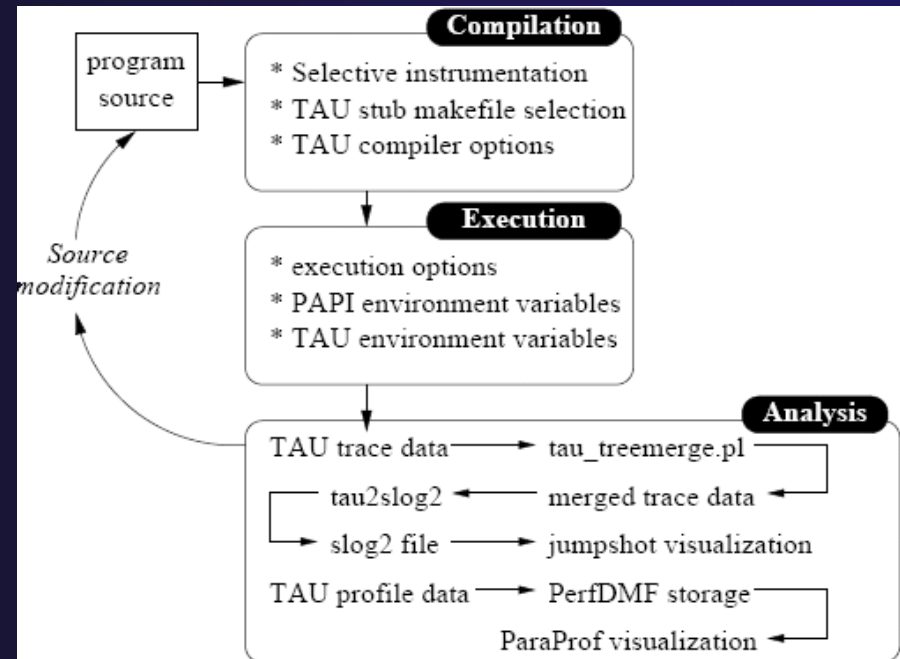 Compilation
program
source
* Selective instrumentation
* TAU stub makefile selection
* TAU compiler options
Execution
Source
modification
* execution options
* PAPI environment variables
* TAU environment variables
Analysis
TAU trace data tau_treemerge.pl
tau2slog2 merged trace data
slog2 file jumpshot visualization
TAU profile data PerfDMF storage
ParaProf visualization